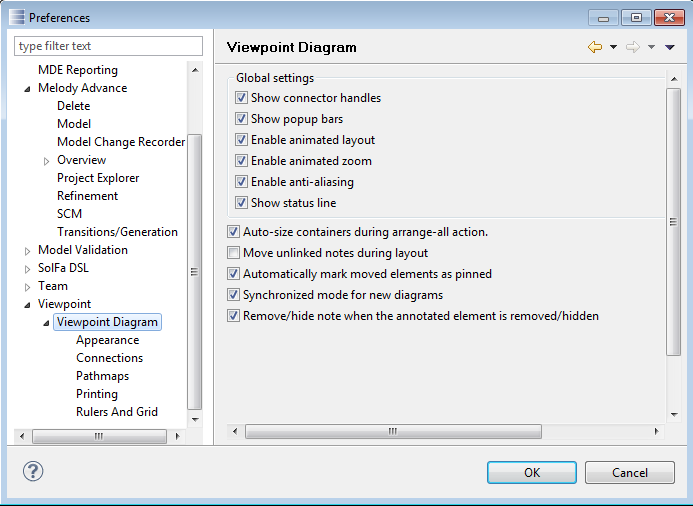 Preferences
type filter text
MDE Reporting
Melody Advance
Delete
Model
Model Change Recorder
Overview
Project Explorer
Refinement
SCM
Transitions/Generation
Model Validation
SolFa DSL
Team
Viewpoint
Viewpoint Diagram
Appearance
Connections
Pathmaps
Printing
Rulers And Grid
Viewpoint Diagram
Global settings
Show connector handles
Show popup bars
Enable animated layout
Enable animated zoom
Enable anti-aliasing
Show status line
Auto-size containers during arrange-all action.
Move unlinked notes during layout
Automatically mark moved elements as pinned
Synchronized mode for new diagrams
Remove/hide note when the annotated element is removed/hidden
?
OK
Cancel